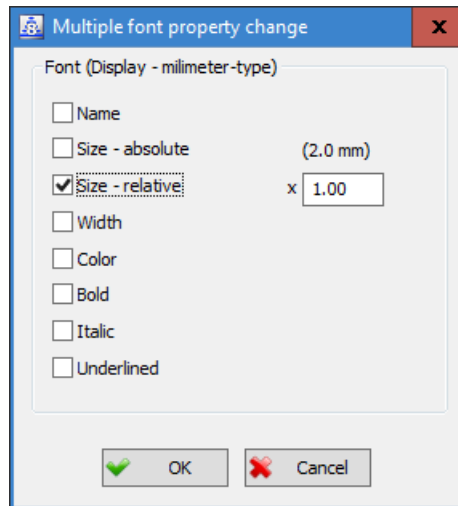 Multiple font property change
Font (Display - milimeter-type)
Name
Size - absolute (2.0 mm)
Size - relative x 1.00
Width
Color
Bold
Italic
Underlined
OK Cancel